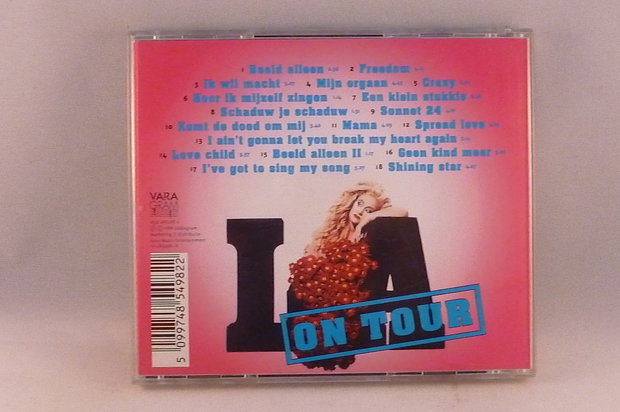 1 Beeld alleen 2 Freedom
3 Ik wil macht 4 Mijn orgaan 5 Crazy
6 Hoor ik mijzelf zingen 7 Een klein stukkie
8 Schaduw je schaduw 9 Sonnet 24
10 Komt de dood om mij 11 Mama 12 Spread love
13 I ain't gonna let you break my heart again
14 Love child 15 Beeld alleen II 16 Geen kind meer
17 I've got to sing my song 18 Shining star
VARA
GRAM
I A
ON TOUR
5 099748 549822